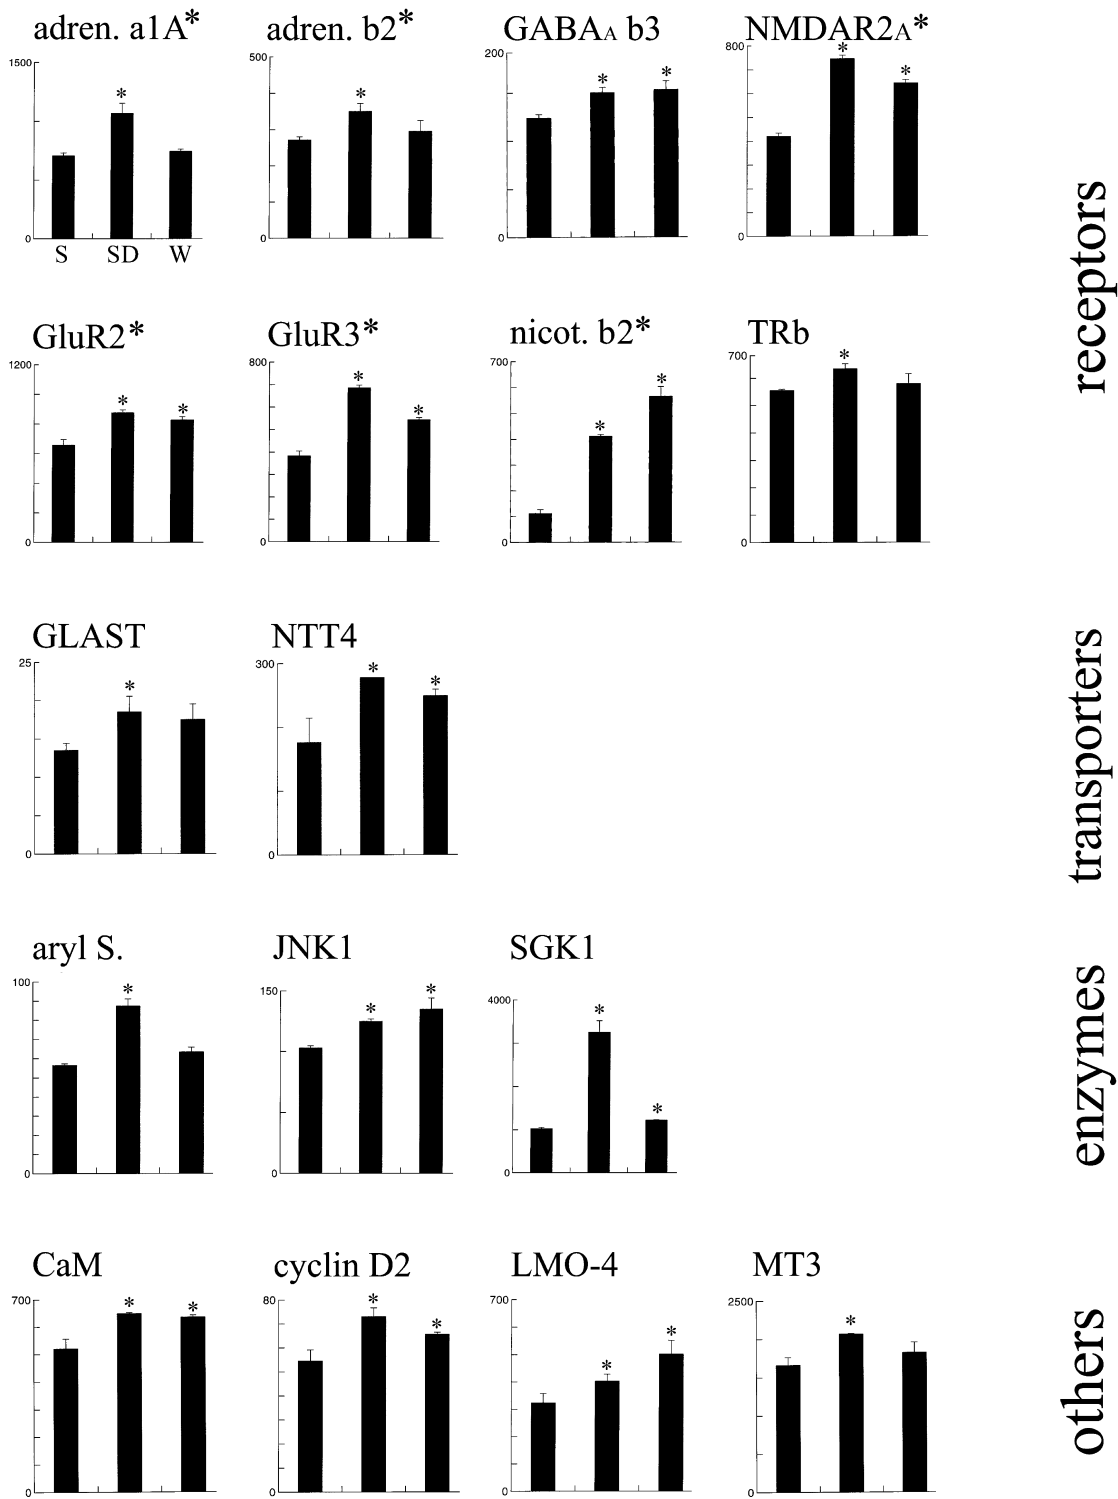 adren. a1A*
adren. b2*
GABAA b3
NMDAR2A*
1500
0
*
S SD W
500
0
*
200
0
* *
800
0
* *
receptors
GluR2*
GluR3*
nicot. b2*
TRb
1200
0
* *
800
0
* *
700
0
* *
700
0
*
GLAST
NTT4
25
0
*
300
0
* *
transporters
aryl S.
JNK1
SGK1
100
0
*
150
0
* *
4000
0
* *
enzymes
CaM
cyclin D2
LMO-4
MT3
700
0
* *
80
0
* *
700
0
* *
2500
0
*
others